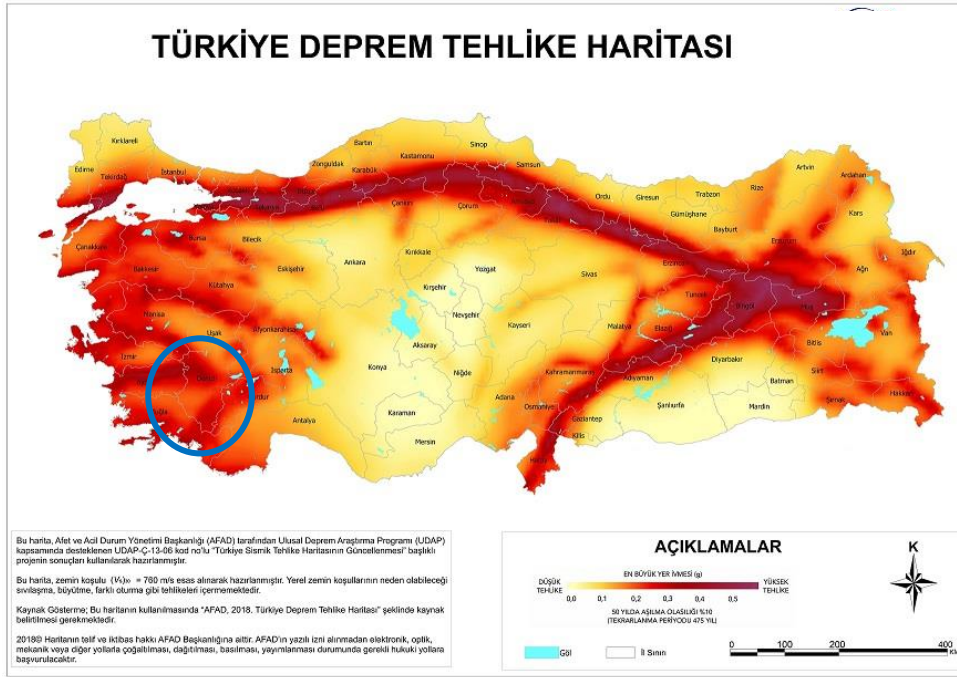 TÜRKİYE DEPREM TEHLİKE HARİTASI
Kırklareli
Edirne
Tekirdağ
İstanbul
Zonguldak
Bartın
Karabük
Kastamonu
Sinop
Samsun
Ordu
Giresun
Trabzon
Rize
Artvin
Ardahan
Kars
Gümüşhane
Bayburt
Erzurum
Iğdır
Ağrı
Çanakkale
Balıkesir
Bursa
Bilecik
Eskişehir
Kütahya
Ankara
Çankırı
Çorum
Kırıkkale
Yozgat
Sivas
Erzincan
Tunceli
Bingöl
Muş
Kırşehir
Nevşehir
Kayseri
Malatya
Elazığ
Bitlis
Van
Manisa
Uşak
Afyonkarahisar
Aksaray
Diyarbakır
İzmir
Denizli
Isparta
Konya
Niğde
Kahramanmaraş
Adıyaman
Batman
Siirt
Hakkari
Şırnak
Muğla
Burdur
Antalya
Karaman
Mersin
Adana
Osmaniye
Gaziantep
Kilis
Şanlıurfa
Mardin
Hatay
Bu harita, Afet ve Acil Durum Yönetimi Başkanlığı (AFAD) tarafından Ulusal Deprem Araştırma Programı (UDAP)
kapsamında desteklenen UDAP-Ç-13-06 kod no'lu "Türkiye Sismik Tehlike Haritasının Güncellenmesi" başlıklı
projenin sonuçları kullanılarak hazırlanmıştır.
Bu harita, zemin koşulu (Vₛ)₃₀ = 760 m/s esas alınarak hazırlanmıştır. Yerel zemin koşullarının neden olabileceği
sıvılaşma, büyütme, farklı oturma gibi tehlikeleri içermemektedir.
Kaynak Gösterme; Bu haritanın kullanılmasında "AFAD, 2018. Türkiye Deprem Tehlike Haritası" şeklinde kaynak
belirtilmesi gerekmektedir.
2018© Haritanın telif ve iktibas hakkı AFAD Başkanlığına aittir. AFAD'ın yazılı izni alınmadan elektronik, optik,
mekanik veya diğer yollarla çoğaltılması, dağıtılması, basılması, yayımlanması durumunda gerekli hukuki yollara
başvurulacaktır.
AÇIKLAMALAR
EN BÜYÜK YER İVMESİ (g)
DÜŞÜK TEHLİKE
YÜKSEK TEHLİKE
0,0 0,1 0,2 0,3 0,4 0,5
50 YILDA AŞILMA OLASILIĞI %10
(TEKRARLANMA PERİYODU 475 YIL)
Göl
İl Sınırı
K
0 100 200 400
KM